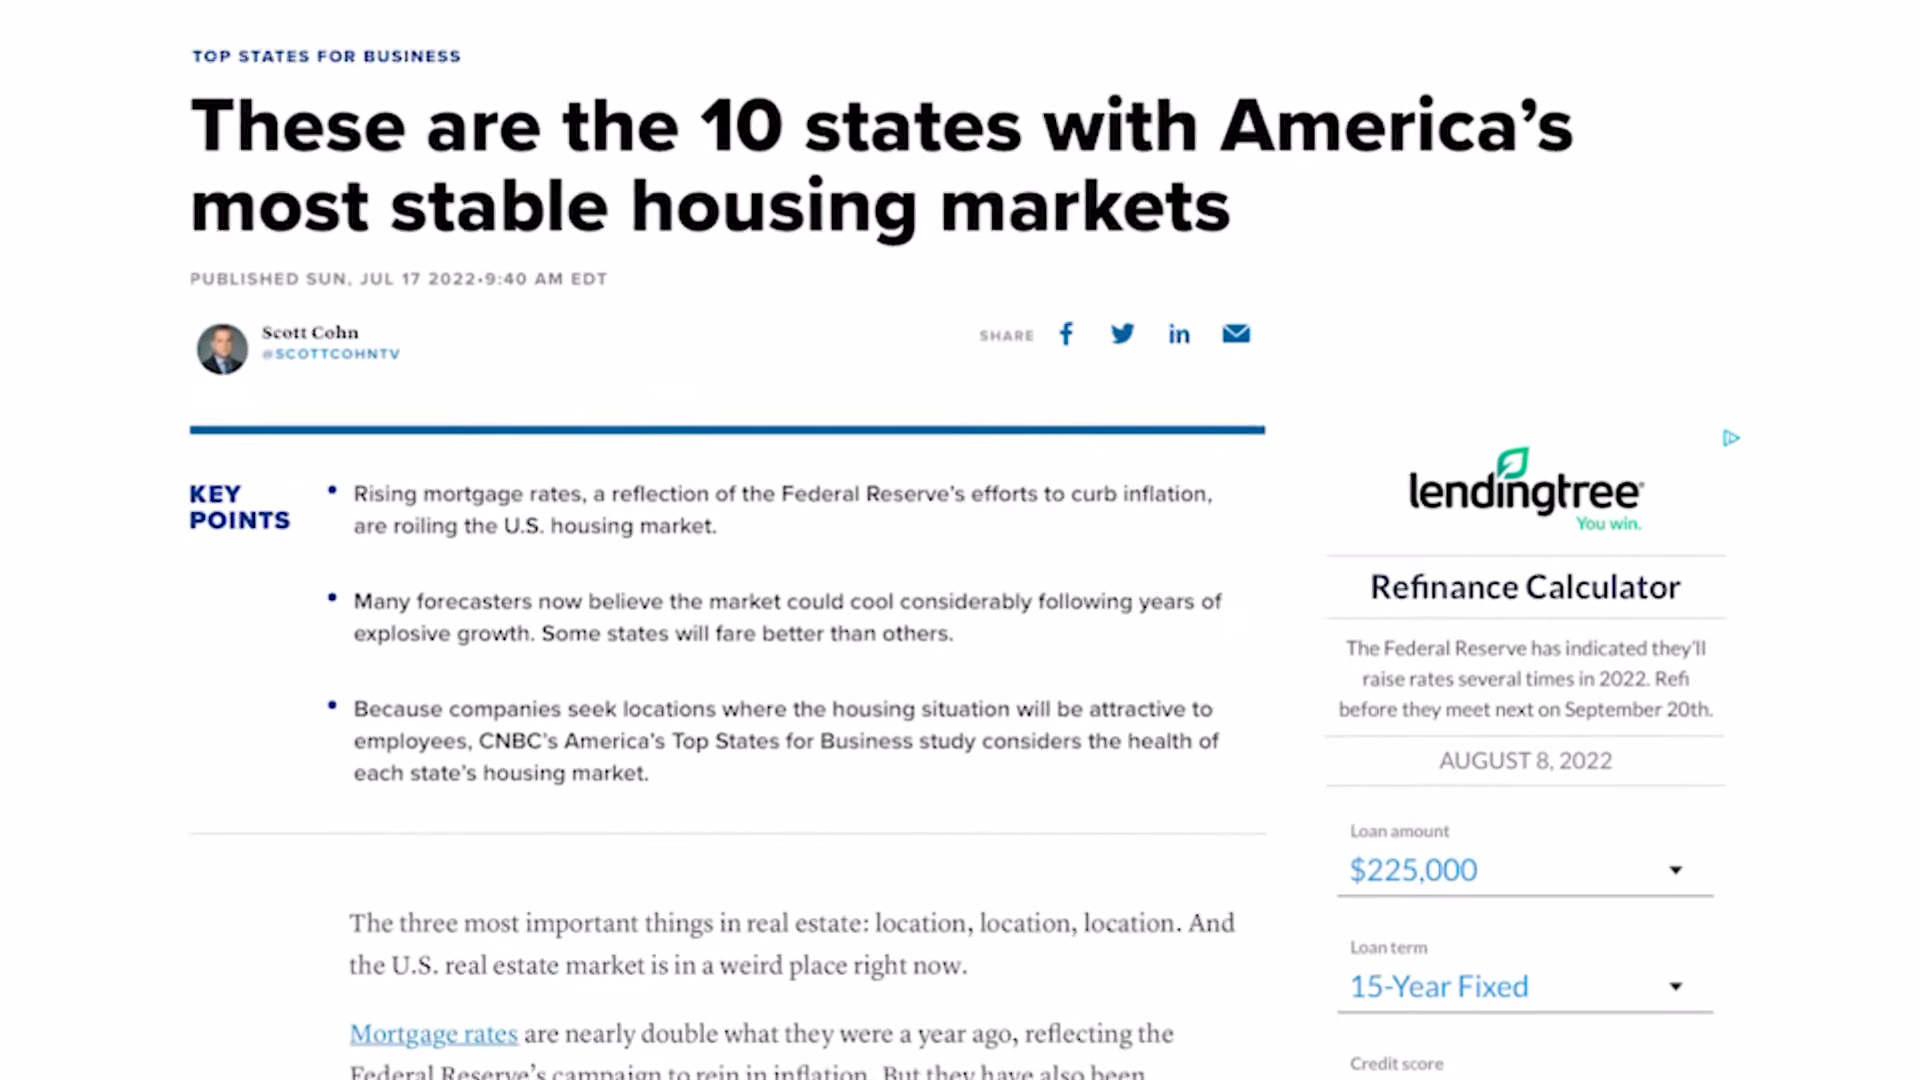 TOP STATES FOR BUSINESS
These are the 10 states with America’s
most stable housing markets
PUBLISHED SUN, JUL 17 2022•9:40 AM EDT
Scott Cohn
@SCOTTCOHNTV
SHARE
KEY
POINTS
• Rising mortgage rates, a reflection of the Federal Reserve’s efforts to curb inflation,
are roiling the U.S. housing market.
• Many forecasters now believe the market could cool considerably following years of
explosive growth. Some states will fare better than others.
• Because companies seek locations where the housing situation will be attractive to
employees, CNBC’s America’s Top States for Business study considers the health of
each state’s housing market.
The three most important things in real estate: location, location, location. And
the U.S. real estate market is in a weird place right now.
Mortgage rates are nearly double what they were a year ago, reflecting the
Federal Reserve’s campaign to rein in inflation. But they have also been
lendingtree
You win.
Refinance Calculator
The Federal Reserve has indicated they’ll
raise rates several times in 2022. Refi
before they meet next on September 20th.
AUGUST 8, 2022
Loan amount
$225,000
Loan term
15-Year Fixed
Credit score